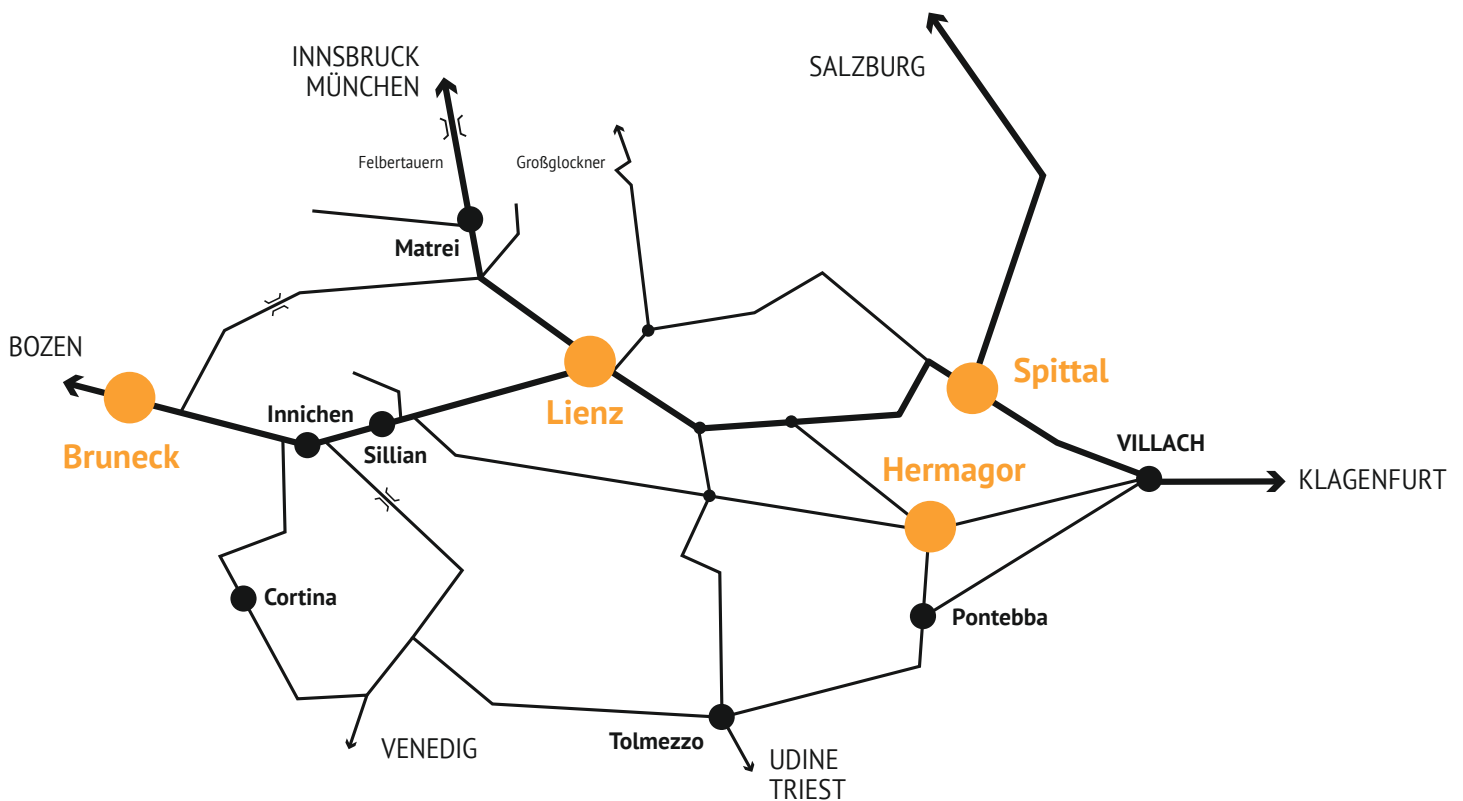 INNSBRUCK
MÜNCHEN
SALZBURG
Felbertauern
Großglockner
Matrei
BOZEN
Bruneck
Innichen
Sillian
Lienz
Spittal
Hermagor
VILLACH
KLAGENFURT
Cortina
Pontebba
VENEDIG
Tolmezzo
UDINE
TRIEST